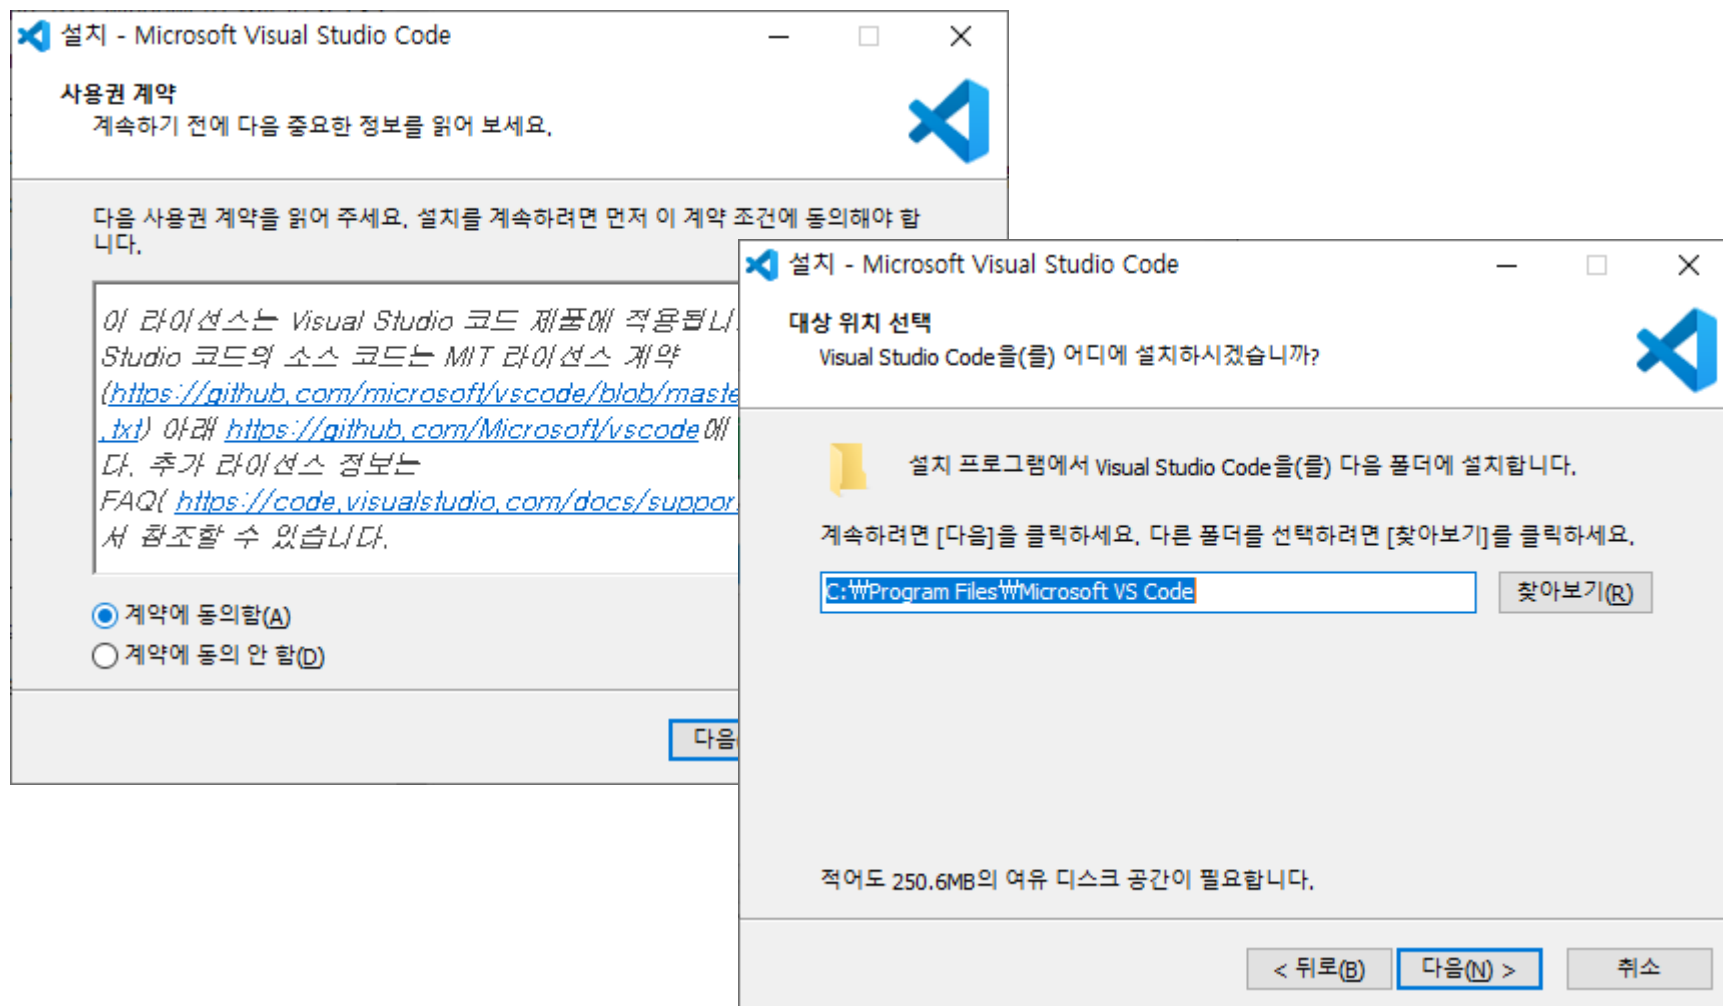 설치 - Microsoft Visual Studio Code
사용권 계약
계속하기 전에 다음 중요한 정보를 읽어 보세요.
다음 사용권 계약을 읽어 주세요. 설치를 계속하려면 먼저 이 계약 조건에 동의해야 합
니다.
이 라이선스는 Visual Studio 코드 제품에 적용됩니
Studio 코드의 소스 코드는 MIT 라이선스 계약
(https://github.com/microsoft/vscode/blob/maste
.txt) 아래 https://github.com/Microsoft/vscode에
다. 추가 라이선스 정보는
FAQ( https://code.visualstudio.com/docs/suppor
서 참조할 수 있습니다.
계약에 동의함(A)
계약에 동의 안 함(D)
다음(
설치 - Microsoft Visual Studio Code
대상 위치 선택
Visual Studio Code을(를) 어디에 설치하시겠습니까?
설치 프로그램에서 Visual Studio Code을(를) 다음 폴더에 설치합니다.
계속하려면 [다음]을 클릭하세요. 다른 폴더를 선택하려면 [찾아보기]를 클릭하세요.
C:₩Program Files₩Microsoft VS Code
찾아보기(R)
적어도 250.6MB의 여유 디스크 공간이 필요합니다.
< 뒤로(B) 다음(N) > 취소